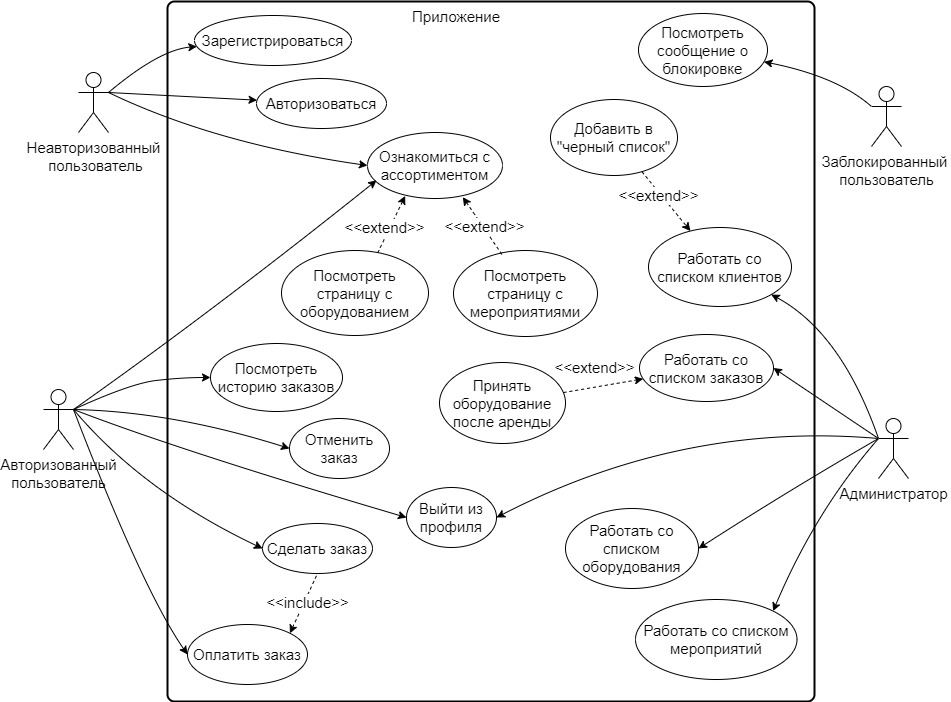 Приложение
Зарегистрироваться
Посмотреть
сообщение о
блокировке
Авторизоваться
Неавторизованный
пользователь
Добавить в
"черный список"
Заблокированный
пользователь
Ознакомиться с
ассортиментом
<<extend>>
<<extend>>
<<extend>>
Работать со
списком клиентов
Посмотреть
страницу с
оборудованием
Посмотреть
страницу с
мероприятиями
Посмотреть
историю заказов
<<extend>>
Работать со
списком заказов
Принять
оборудование
после аренды
Отменить
заказ
Авторизованный
пользователь
Администратор
Выйти из
профиля
Сделать заказ
Работать со
списком
оборудования
<<include>>
Оплатить заказ
Работать со списком
мероприятий